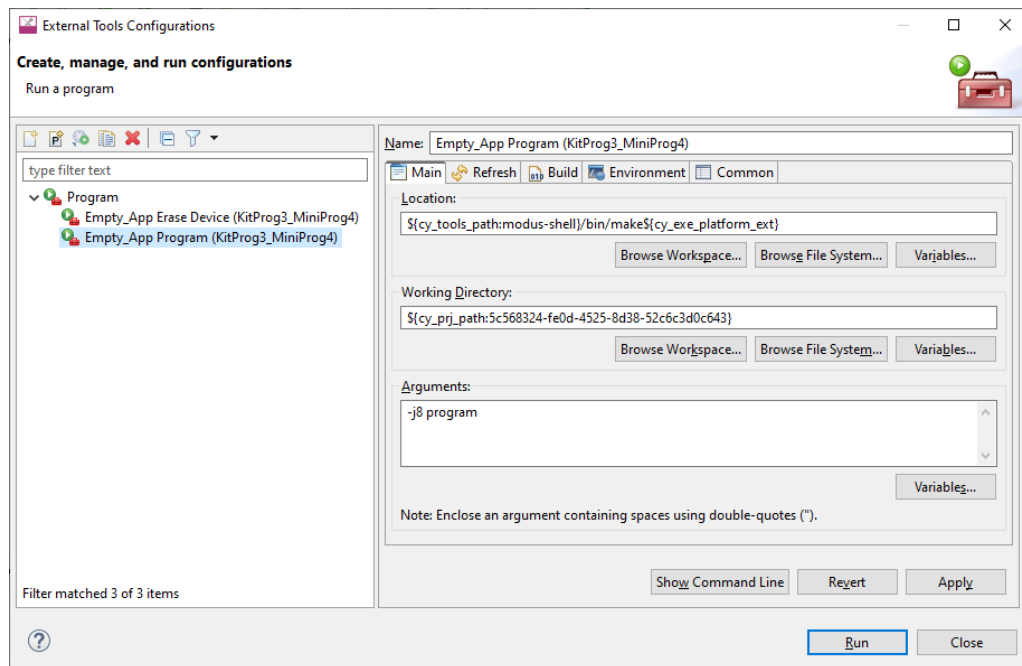 External Tools Configurations
Create, manage, and run configurations
Run a program
type filter text
Program
Empty_App Erase Device (KitProg3_MiniProg4)
Empty_App Program (KitProg3_MiniProg4)
Filter matched 3 of 3 items
Name: Empty_App Program (KitProg3_MiniProg4)
Main Refresh Build Environment Common
Location:
${cy_tools_path:modus-shell}/bin/make${cy_exe_platform_ext}
Browse Workspace... Browse File System... Variables...
Working Directory:
${cy_prj_path:5c568324-fe0d-4525-8d38-52c6c3d0c643}
Browse Workspace... Browse File System... Variables...
Arguments:
-j8 program
Variables...
Note: Enclose an argument containing spaces using double-quotes (").
Show Command Line Revert Apply
Run Close